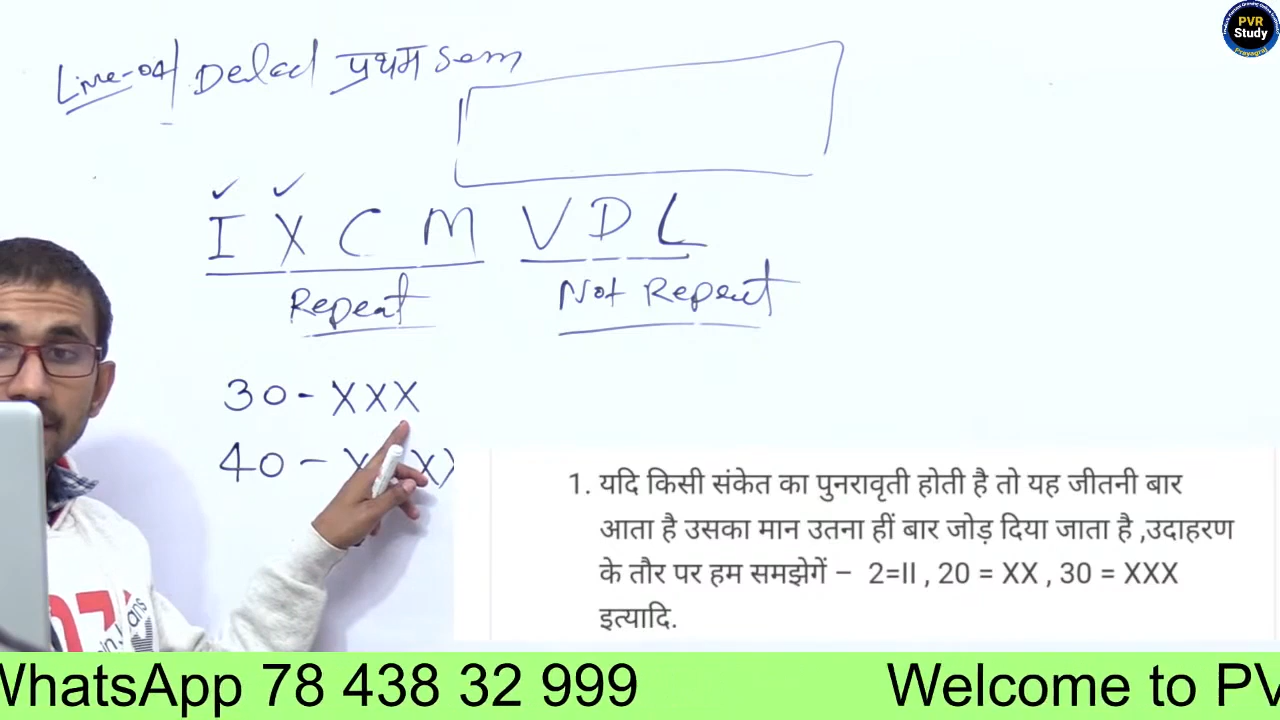 PVR
Study
Prayagraj
Live-04 Deled प्रथम Sem
I X C M V D L
Repeat Not Repeat
30 - XXX
40 -
1. यदि किसी संकेत का पुनरावृती होती है तो यह जीतनी बार
आता है उसका मान उतना हीं बार जोड़ दिया जाता है ,उदाहरण
के तौर पर हम समझेगें – 2=II , 20 = XX , 30 = XXX
इत्यादि.
WhatsApp 78 438 32 999 Welcome to PV